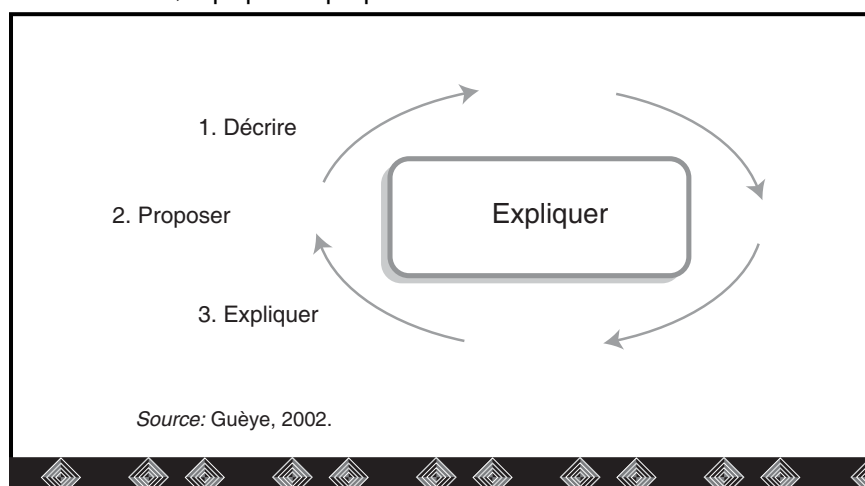 1. Décrire
2. Proposer
Expliquer
3. Expliquer
Source: Guèye, 2002.